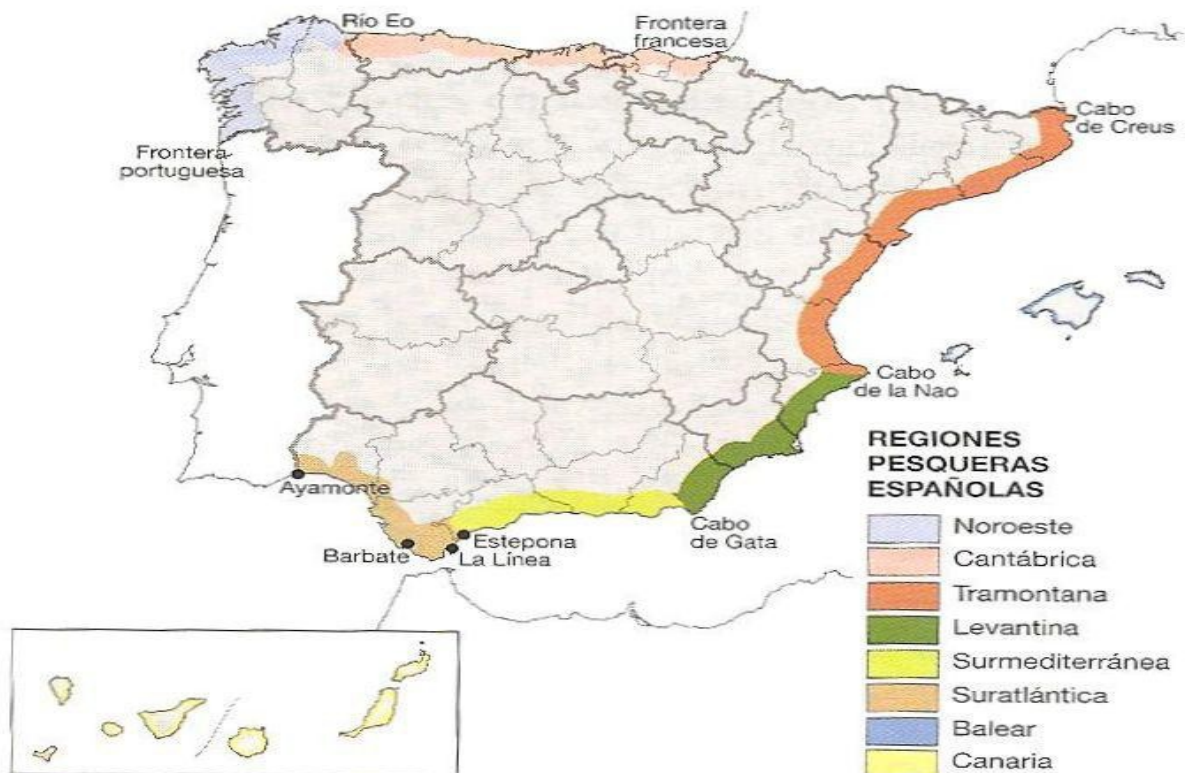 Río Eo
Frontera
francesa
Cabo
de Creus
Frontera
portuguesa
Cabo
de la Nao
Ayamonte
Barbate
Estepona
La Línea
Cabo
de Gata
REGIONES
PESQUERAS
ESPAÑOLAS
Noroeste
Cantábrica
Tramontana
Levantina
Surmediterránea
Suratlántica
Balear
Canaria